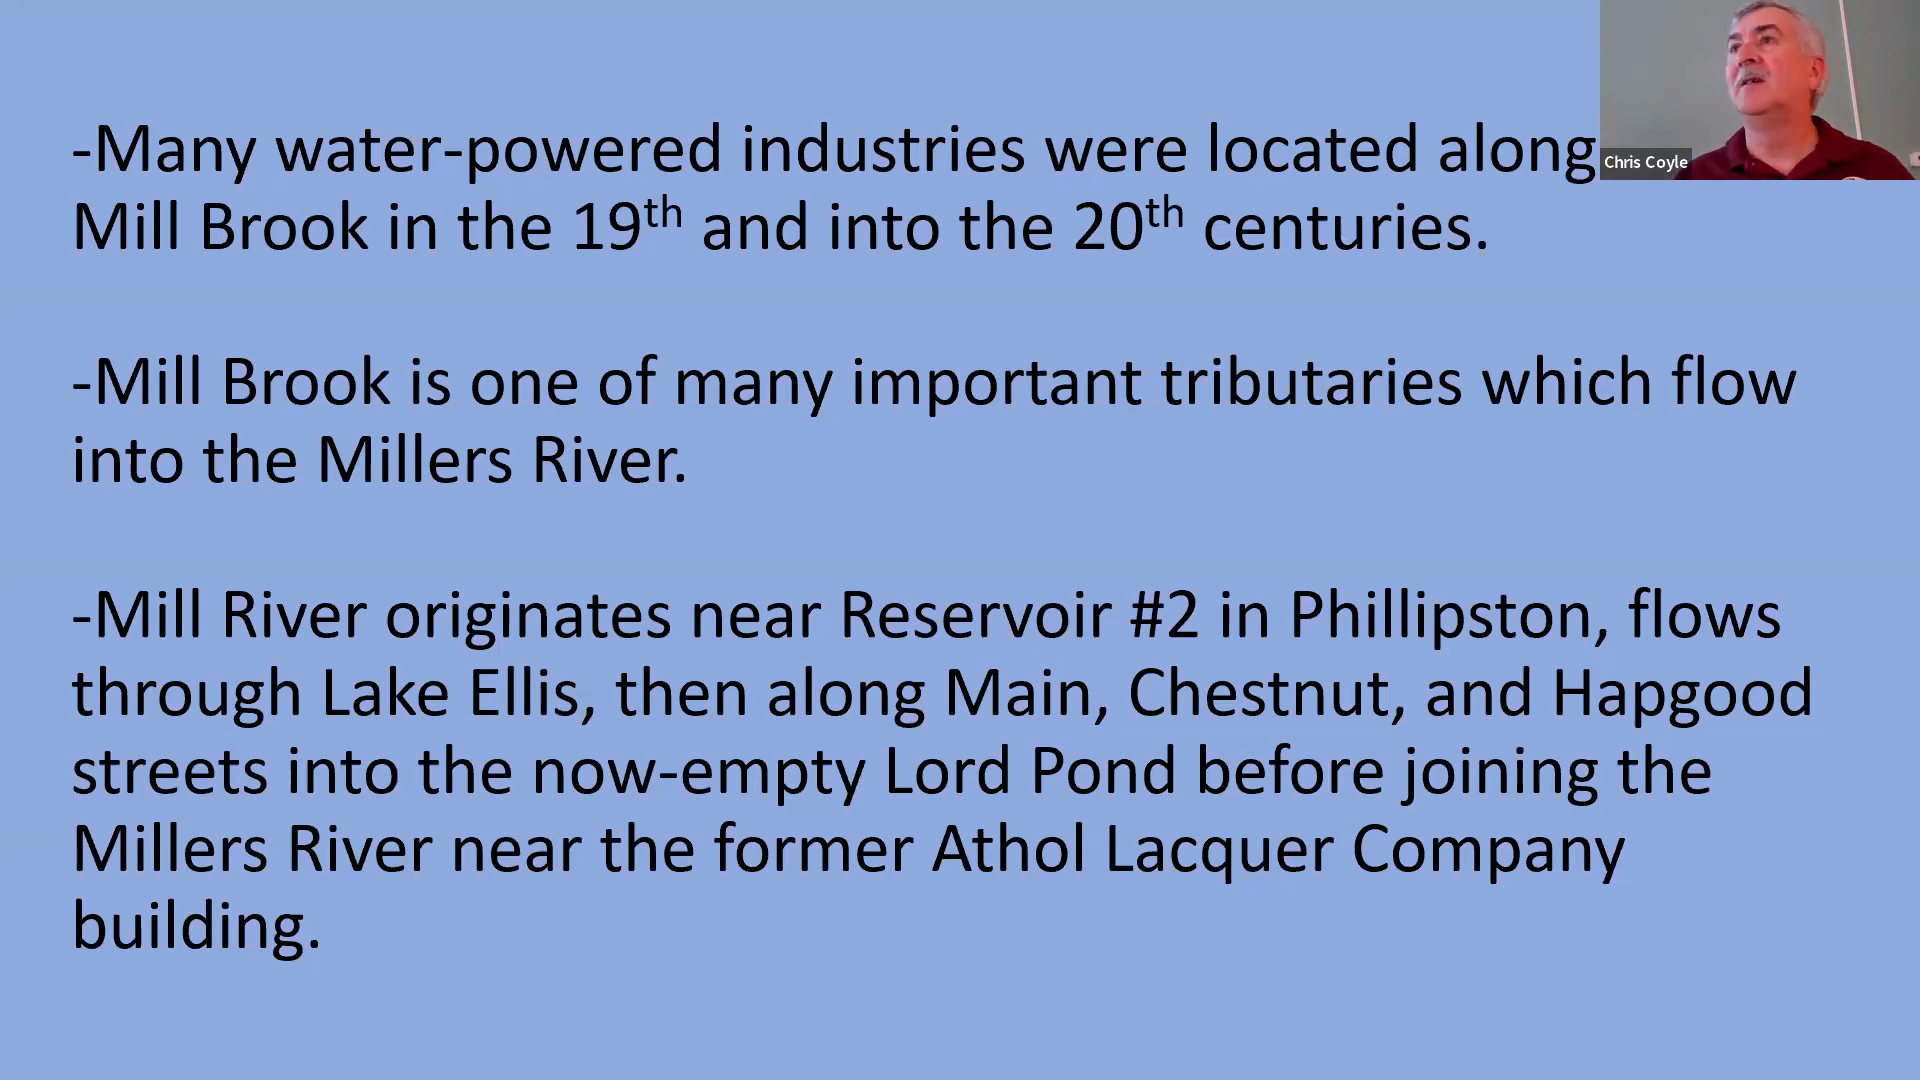 -Many water-powered industries were located along
Chris Coyle
Mill Brook in the 19th and into the 20th centuries.
-Mill Brook is one of many important tributaries which flow
into the Millers River.
-Mill River originates near Reservoir #2 in Phillipston, flows
through Lake Ellis, then along Main, Chestnut, and Hapgood
streets into the now-empty Lord Pond before joining the
Millers River near the former Athol Lacquer Company
building.